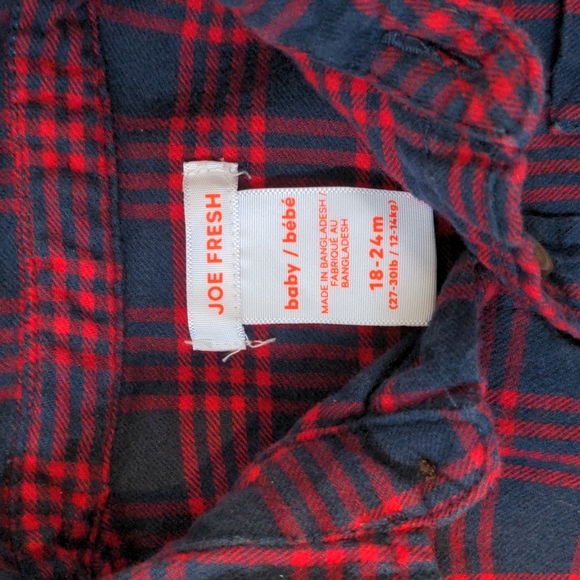 JOE FRESH
baby / bébé
MADE IN BANGLADESH /
FABRIQUÉ AU
BANGLADESH
18-24m
(27-30lb / 12-14kg)